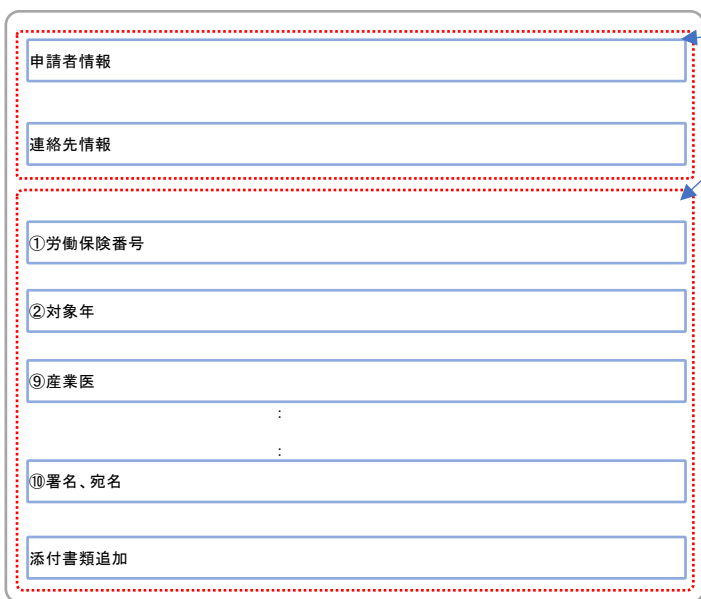 申請者情報
連絡先情報
①労働保険番号
②対象年
⑨産業医
:
:
⑩署名、宛名
添付書類追加